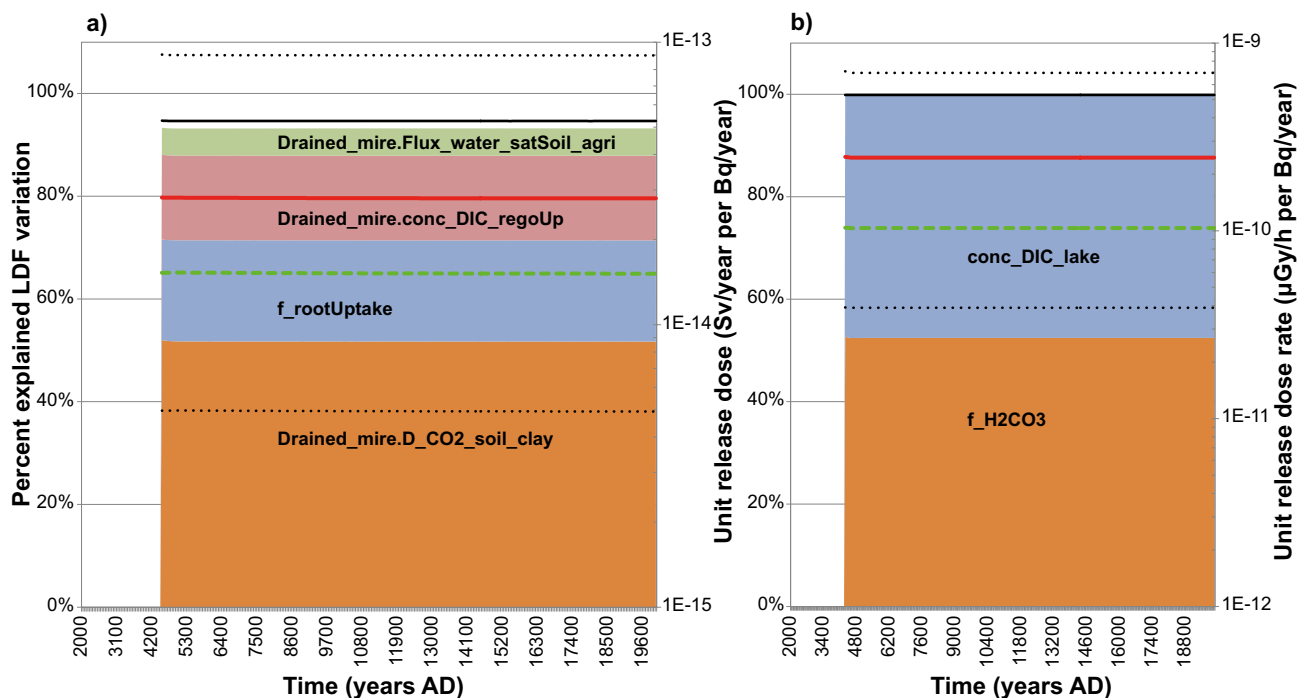 a)
Percent explained LDF variation
100%
80%
60%
40%
20%
0%
Drained_mire.Flux_water_satSoil_agri
Drained_mire.conc_DIC_regoUp
f_rootUptake
Drained_mire.D_CO2_soil_clay
1E-13
1E-14
1E-15
Unit release dose (Sv/year per Bq/year)
2000
3100
4200
5300
6400
7500
8600
9700
10800
11900
13000
14100
15200
16300
17400
18500
19600
Time (years AD)
b)
100%
80%
60%
40%
20%
0%
conc_DIC_lake
f_H2CO3
1E-9
1E-10
1E-11
1E-12
Unit release dose rate (µGy/h per Bq/year)
2000
3400
4800
6200
7600
9000
10400
11800
13200
14600
16000
17400
18800
Time (years AD)